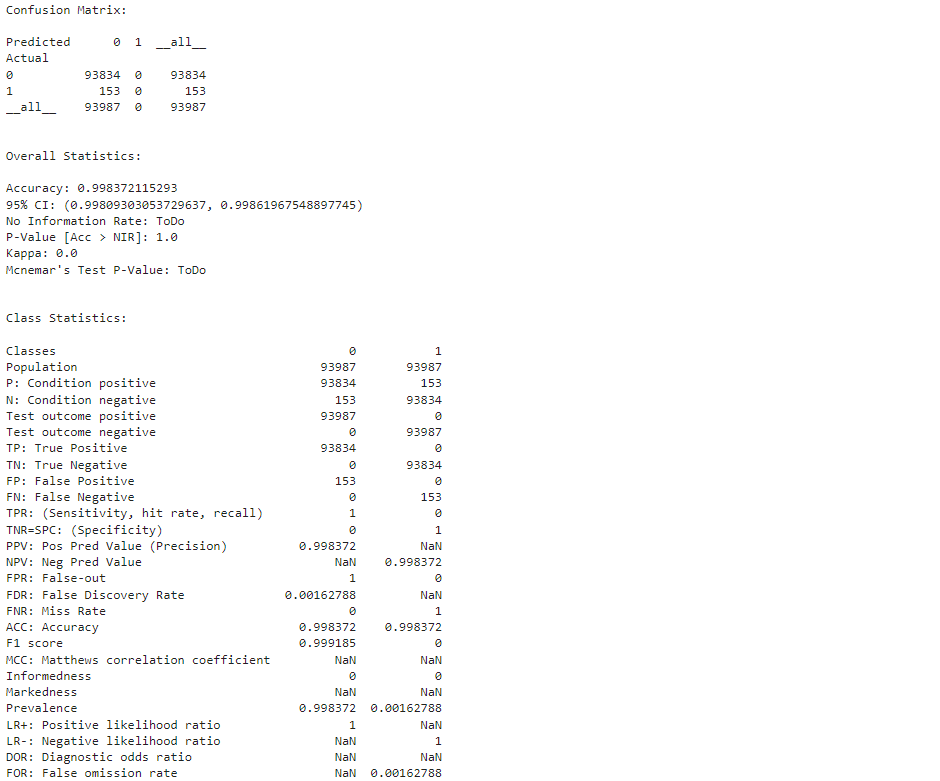 Confusion Matrix:
Predicted 0 1 __all__
Actual
0 93834 0 93834
1 153 0 153
__all__ 93987 0 93987
Overall Statistics:
Accuracy: 0.998372115293
95% CI: (0.99809303053729637, 0.99861967548897745)
No Information Rate: ToDo
P-Value [Acc > NIR]: 1.0
Kappa: 0.0
Mcnemar's Test P-Value: ToDo
Class Statistics:
Classes 0 1
Population 93987 93987
P: Condition positive 93834 153
N: Condition negative 153 93834
Test outcome positive 93987 0
Test outcome negative 0 93987
TP: True Positive 93834 0
TN: True Negative 0 93834
FP: False Positive 153 0
FN: False Negative 0 153
TPR: (Sensitivity, hit rate, recall) 1 0
TNR=SPC: (Specificity) 0 1
PPV: Pos Pred Value (Precision) 0.998372 NaN
NPV: Neg Pred Value NaN 0.998372
FPR: False-out 1 0
FDR: False Discovery Rate 0.00162788 NaN
FNR: Miss Rate 0 1
ACC: Accuracy 0.998372 0.998372
F1 score 0.999185 0
MCC: Matthews correlation coefficient NaN NaN
Informedness 0 0
Markedness NaN NaN
Prevalence 0.998372 0.00162788
LR+: Positive likelihood ratio 1 NaN
LR-: Negative likelihood ratio NaN 1
DOR: Diagnostic odds ratio NaN NaN
FOR: False omission rate NaN 0.00162788